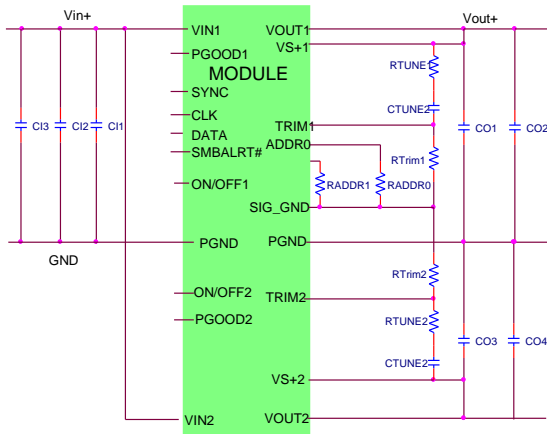 Vin+
Vout+
VIN1
VOUT1
VS+1
PGOOD1
RTUNE1
MODULE
SYNC
CTUNE2
CLK
TRIM1
CI3
CI2
CI1
DATA
CO1
CO2
ADDR0
SMBALRT#
RTrim1
ON/OFF1
RADDR1
RADDR0
SIG_GND
PGND
PGND
GND
RTrim2
ON/OFF2
TRIM2
PGOOD2
RTUNE2
CO3
CO4
CTUNE2
VS+2
VIN2
VOUT2